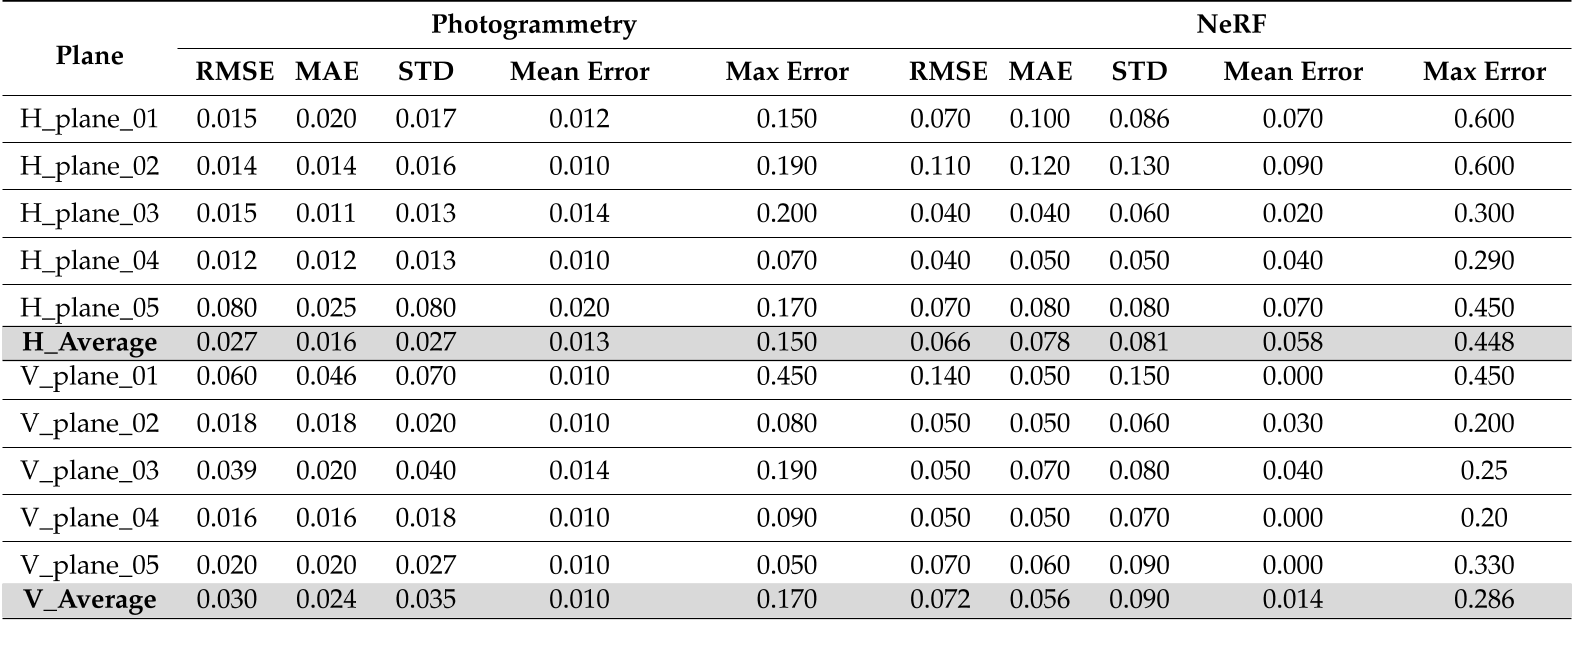 Photogrammetry NeRF
Plane
RMSE MAE STD Mean Error Max Error RMSE MAE STD Mean Error Max Error
H_plane_01 0.015 0.020 0.017 0.012 0.150 0.070 0.100 0.086 0.070 0.600
H_plane_02 0.014 0.014 0.016 0.010 0.190 0.110 0.120 0.130 0.090 0.600
H_plane_03 0.015 0.011 0.013 0.014 0.200 0.040 0.040 0.060 0.020 0.300
H_plane_04 0.012 0.012 0.013 0.010 0.070 0.040 0.050 0.050 0.040 0.290
H_plane_05 0.080 0.025 0.080 0.020 0.170 0.070 0.080 0.080 0.070 0.450
H_Average 0.027 0.016 0.027 0.013 0.150 0.066 0.078 0.081 0.058 0.448
V_plane_01 0.060 0.046 0.070 0.010 0.450 0.140 0.050 0.150 0.000 0.450
V_plane_02 0.018 0.018 0.020 0.010 0.080 0.050 0.050 0.060 0.030 0.200
V_plane_03 0.039 0.020 0.040 0.014 0.190 0.050 0.070 0.080 0.040 0.25
V_plane_04 0.016 0.016 0.018 0.010 0.090 0.050 0.050 0.070 0.000 0.20
V_plane_05 0.020 0.020 0.027 0.010 0.050 0.070 0.060 0.090 0.000 0.330
V_Average 0.030 0.024 0.035 0.010 0.170 0.072 0.056 0.090 0.014 0.286